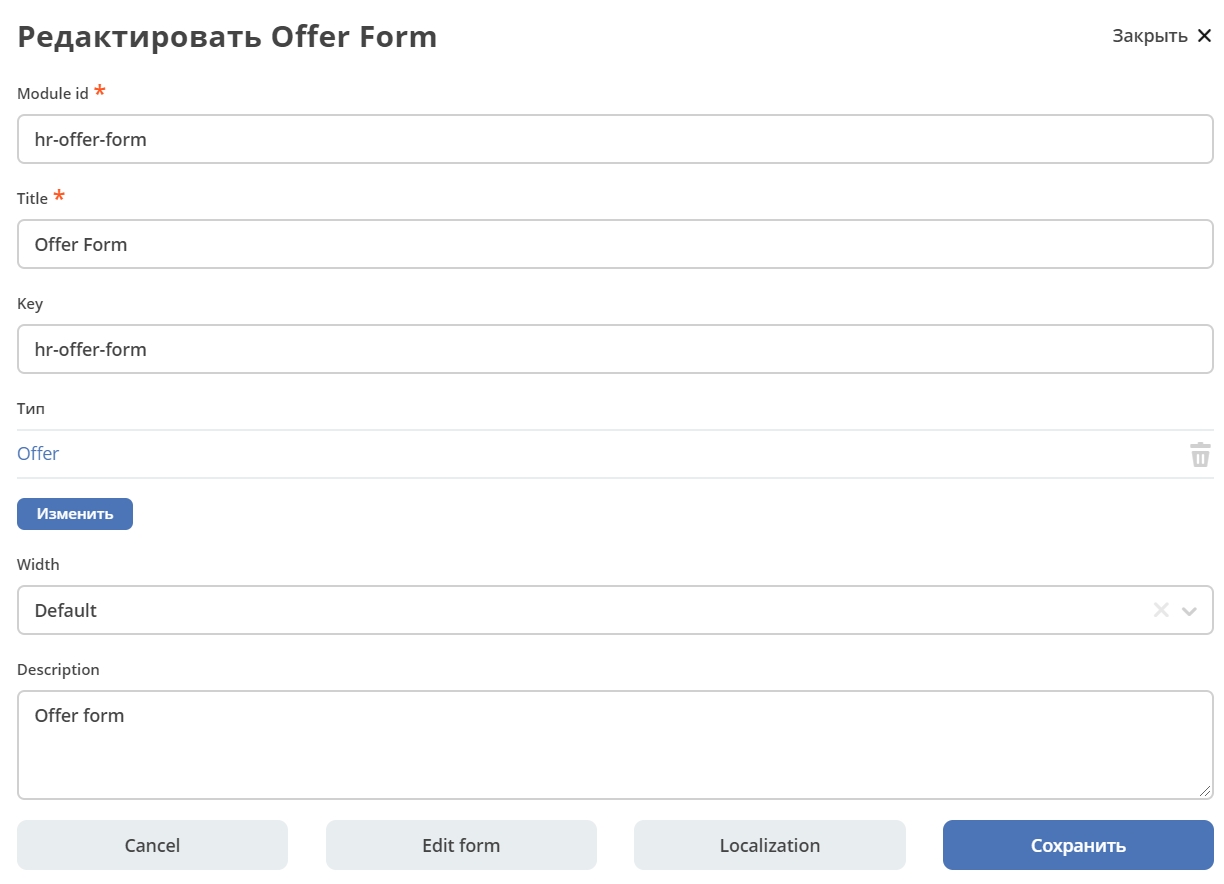 Редактировать Offer Form
Закрыть ✕
Module id *
hr-offer-form
Title *
Offer Form
Key
hr-offer-form
Тип
Offer
Изменить
Width
Default
Description
Offer form
Cancel Edit form Localization Сохранить